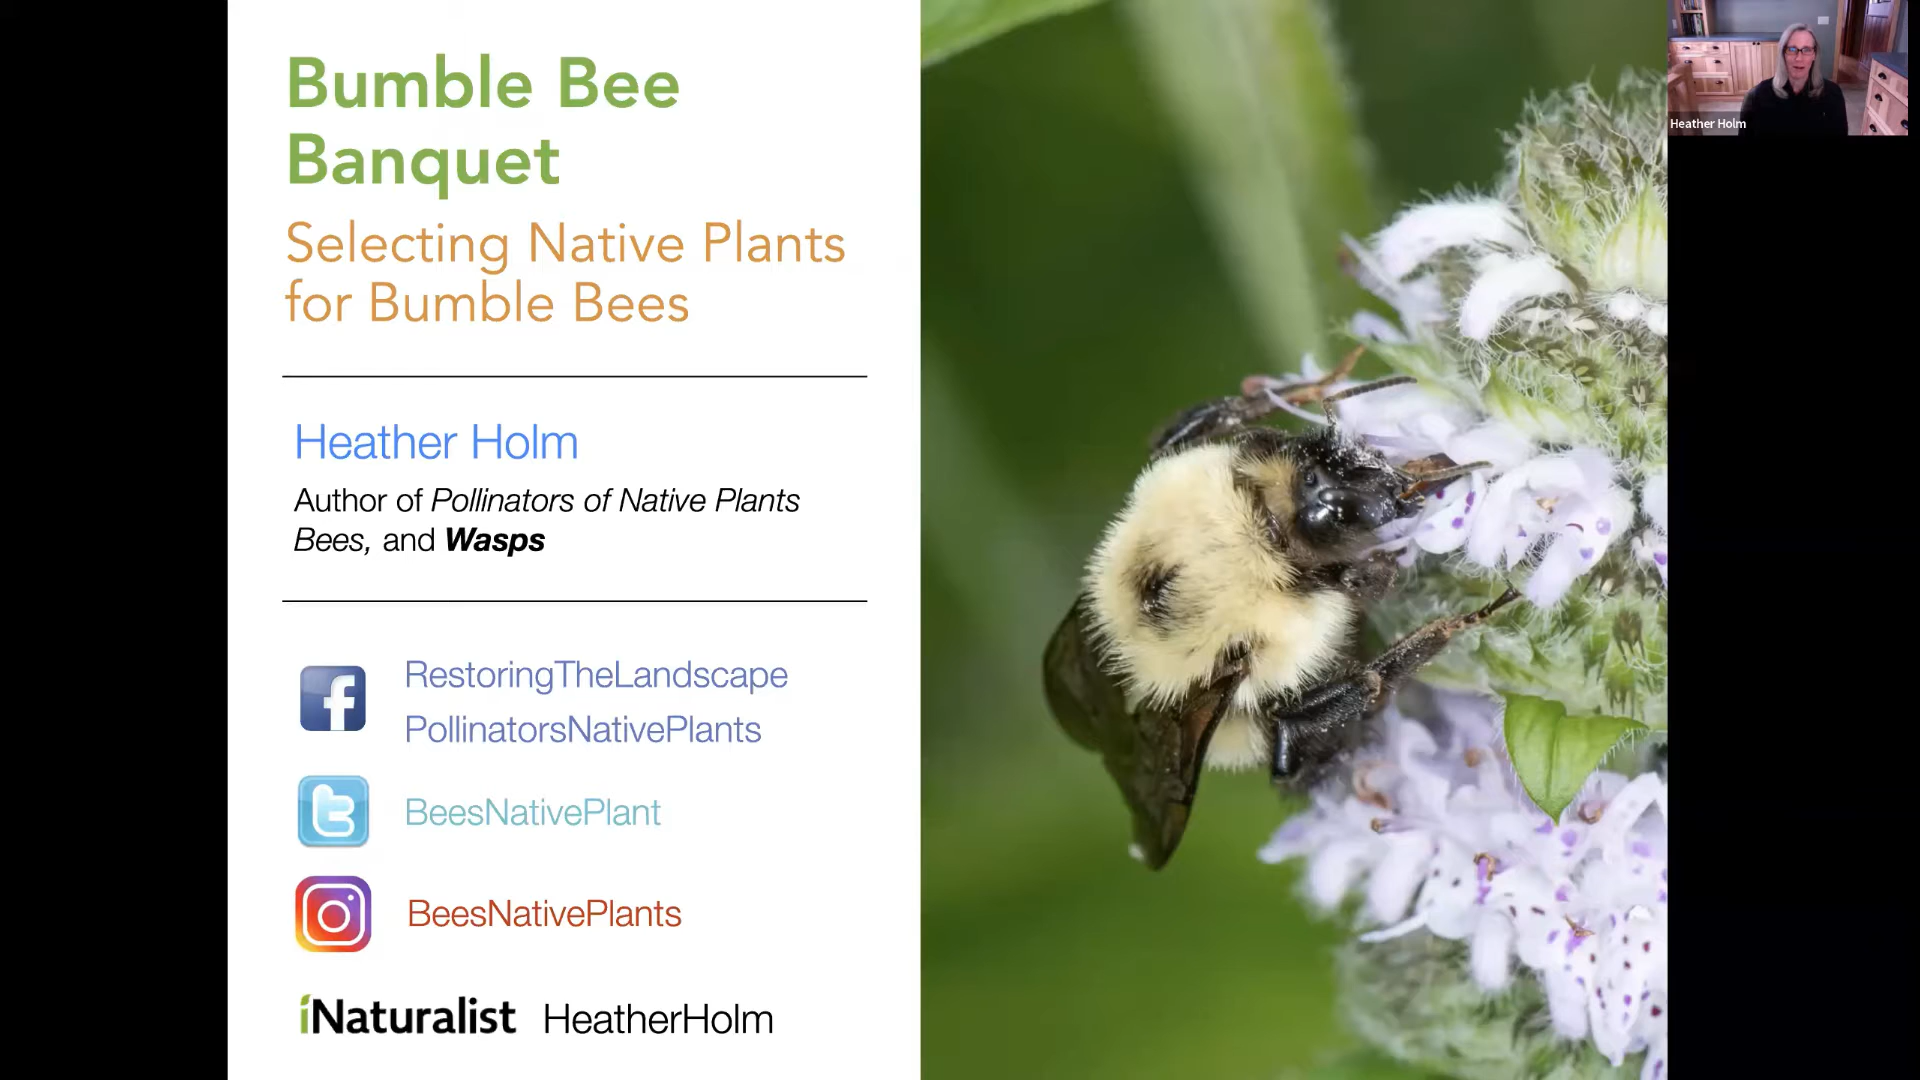 Bumble Bee
Banquet
Selecting Native Plants
for Bumble Bees
Heather Holm
Author of Pollinators of Native Plants
Bees, and Wasps
RestoringTheLandscape
PollinatorsNativePlants
BeesNativePlant
BeesNativePlants
iNaturalist HeatherHolm
Heather Holm